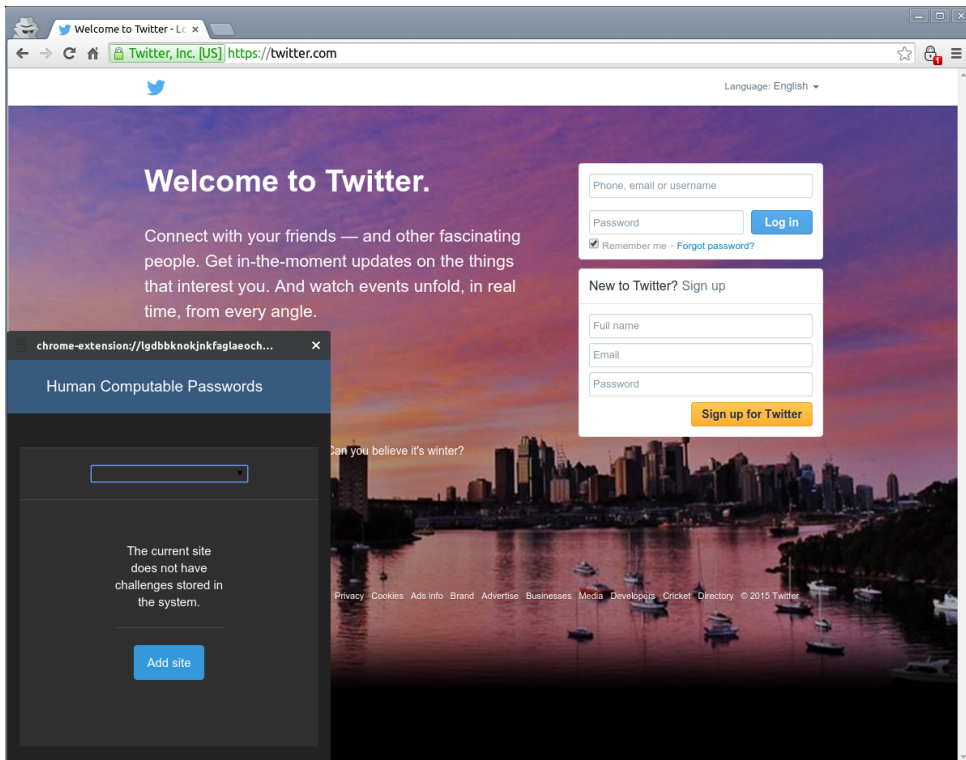 Welcome to Twitter - Lo
Twitter, Inc. [US] https://twitter.com
1
Language: English
Welcome to Twitter.
Connect with your friends — and other fascinating
people. Get in-the-moment updates on the things
that interest you. And watch events unfold, in real
time, from every angle.
Phone, email or username
Password
Log in
Remember me · Forgot password?
New to Twitter? Sign up
Full name
Email
Password
Sign up for Twitter
chrome-extension://lgdbbknokjnkfaglaeoch...
Human Computable Passwords
Can you believe it's winter?
The current site
does not have
challenges stored in
the system.
Add site
Privacy Cookies Ads info Brand Advertise Businesses Media Developers Cricket Directory © 2015 Twitter